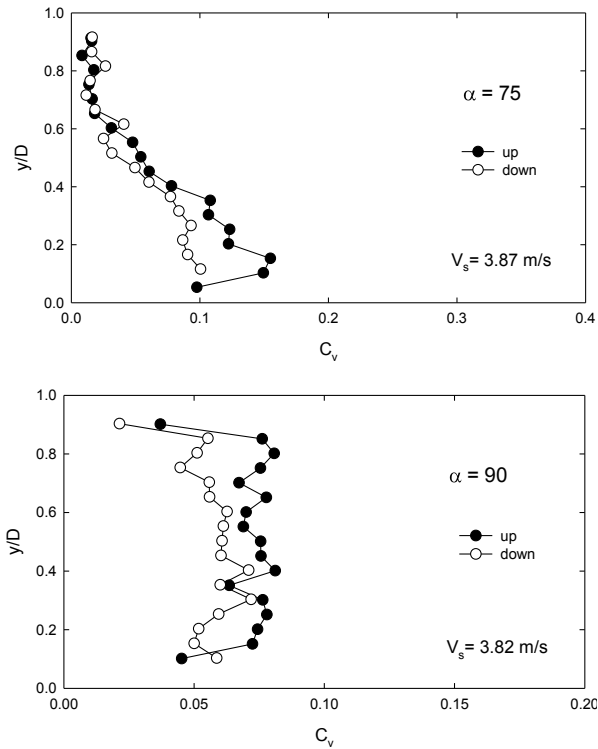 1.0
0.8
α = 75
0.6
y/D
up
down
0.4
0.2
V_s= 3.87 m/s
0.0
0.0 0.1 0.2 0.3 0.4
C_v
1.0
0.8
α = 90
0.6
y/D
up
down
0.4
0.2
V_s= 3.82 m/s
0.0
0.00 0.05 0.10 0.15 0.20
C_v